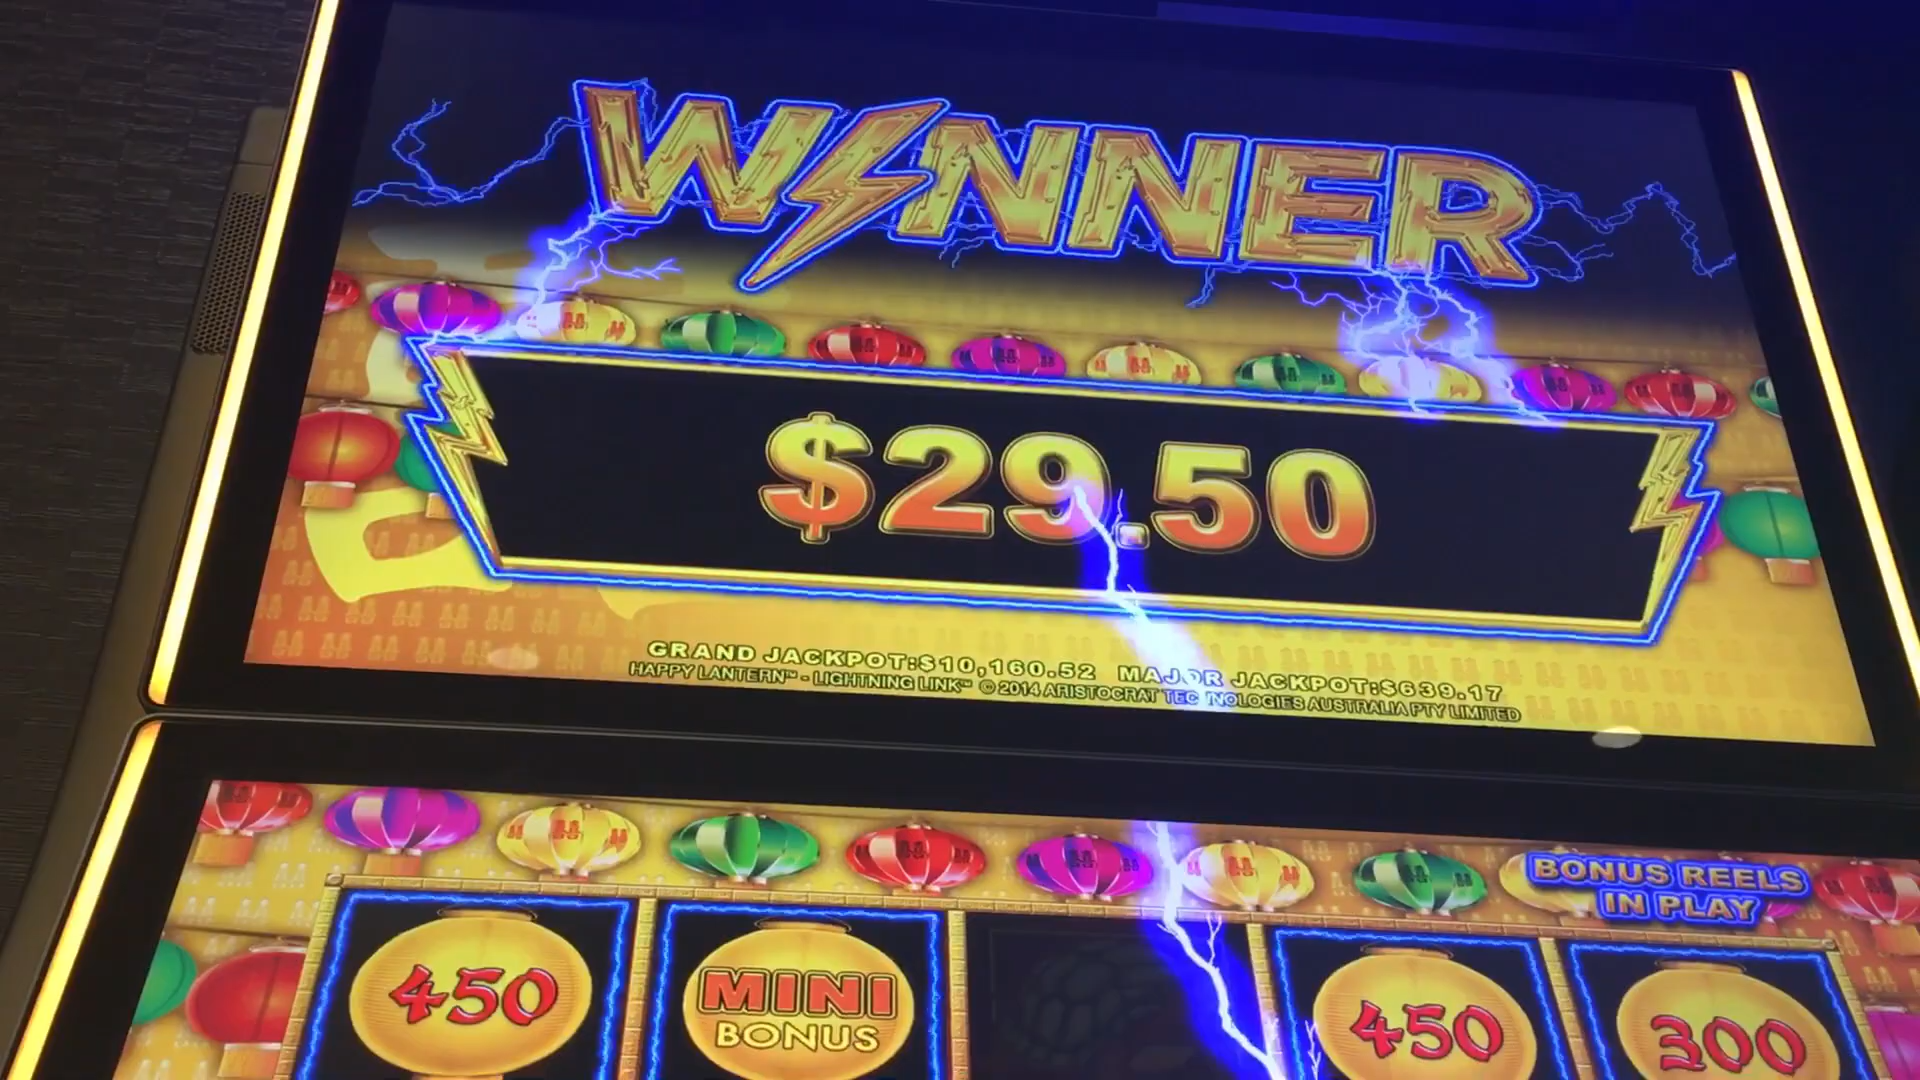 WINNER
$29.50
GRAND JACKPOT:$10,160.52 MAJOR JACKPOT:$639.17
HAPPY LANTERN™ - LIGHTNING LINK™ © 2014 ARISTOCRAT TECHNOLOGIES AUSTRALIA PTY LIMITED
BONUS REELS
IN PLAY
450
MINI
BONUS
450
300